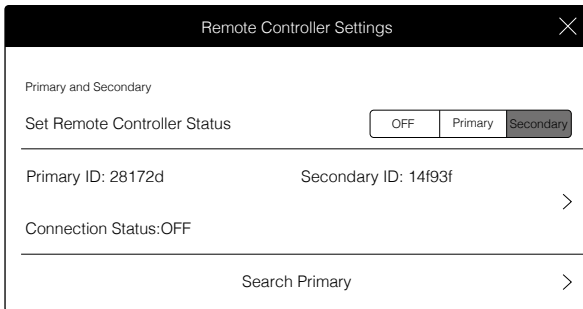 Remote Controller Settings
Primary and Secondary
Set Remote Controller Status OFF Primary Secondary
Primary ID: 28172d Secondary ID: 14f93f
Connection Status:OFF
Search Primary